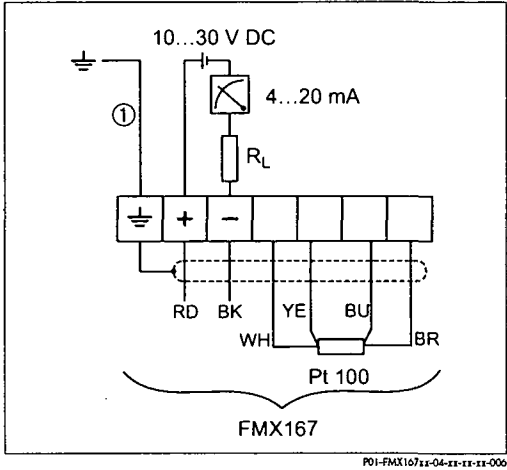 10...30 V DC
4...20 mA
1
RL
+ −
RD BK YE BU
WH BR
Pt 100
FMX167
P01-FMX167xx-04-xx-xx-xx-006